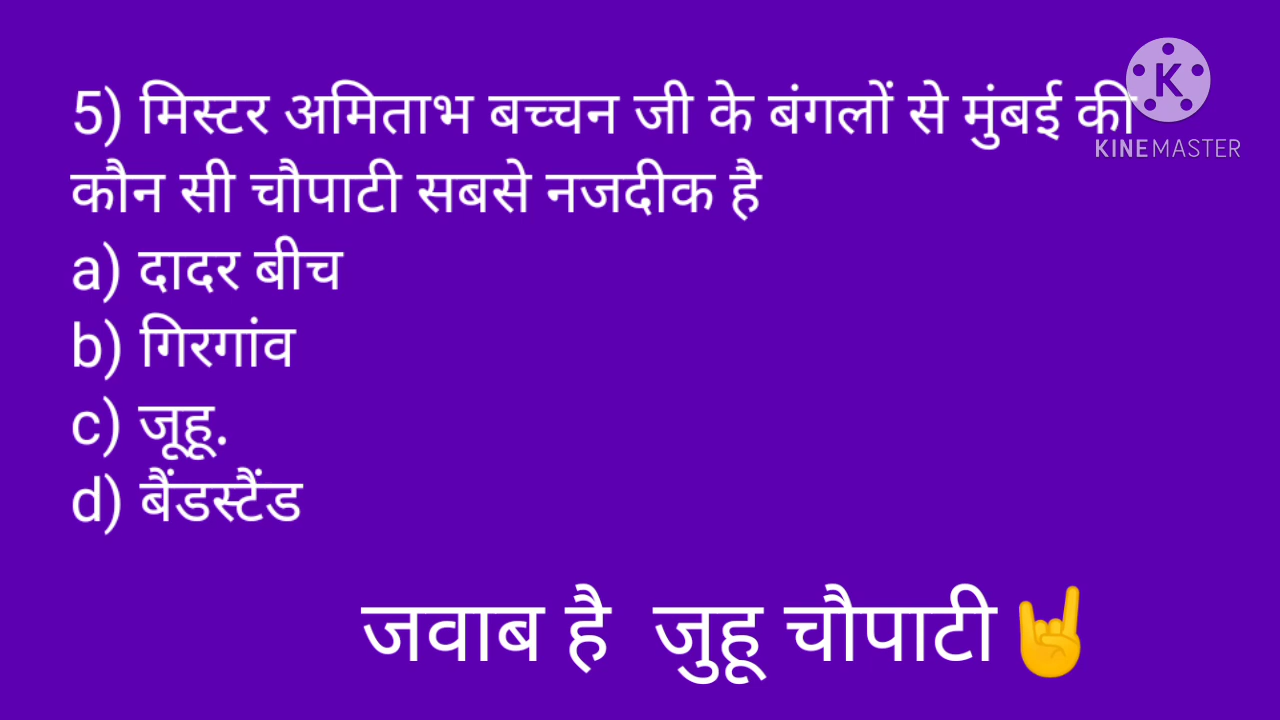 5) मिस्टर अमिताभ बच्चन जी के बंगलों से मुंबई की
कौन सी चौपाटी सबसे नजदीक है
a) दादर बीच
b) गिरगांव
c) जूहू.
d) बैंडस्टैंड
जवाब है जुहू चौपाटी🤘
K
KINEMASTER